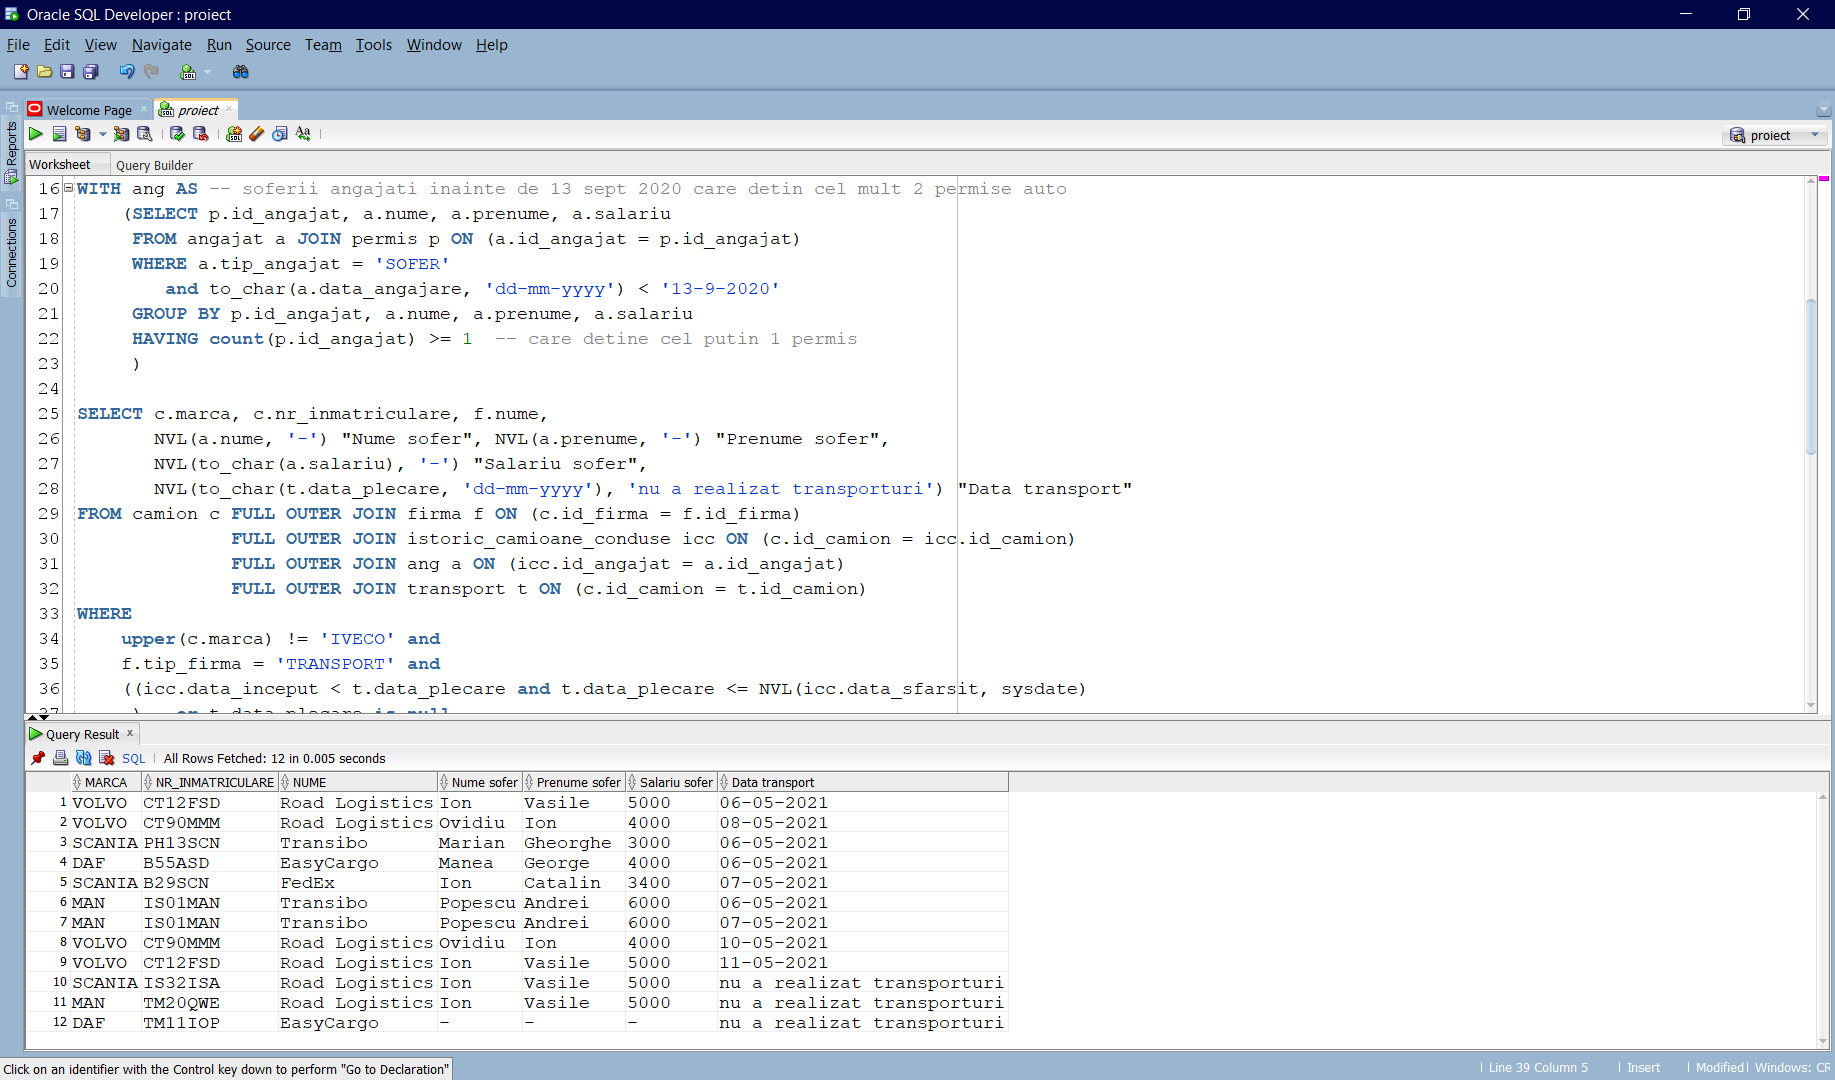 Oracle SQL Developer : proiect
File Edit View Navigate Run Source Team Tools Window Help
Welcome Page proiect
Reports
Connections
proiect
Worksheet Query Builder
16 WITH ang AS -- soferii angajati inainte de 13 sept 2020 care detin cel mult 2 permise auto
17 (SELECT p.id_angajat, a.nume, a.prenume, a.salariu
18 FROM angajat a JOIN permis p ON (a.id_angajat = p.id_angajat)
19 WHERE a.tip_angajat = 'SOFER'
20 and to_char(a.data_angajare, 'dd-mm-yyyy') < '13-9-2020'
21 GROUP BY p.id_angajat, a.nume, a.prenume, a.salariu
22 HAVING count(p.id_angajat) >= 1 -- care detine cel putin 1 permis
23 )
24
25 SELECT c.marca, c.nr_inmatriculare, f.nume,
26 NVL(a.nume, '-') "Nume sofer", NVL(a.prenume, '-') "Prenume sofer",
27 NVL(to_char(a.salariu), '-') "Salariu sofer",
28 NVL(to_char(t.data_plecare, 'dd-mm-yyyy'), 'nu a realizat transporturi') "Data transport"
29 FROM camion c FULL OUTER JOIN firma f ON (c.id_firma = f.id_firma)
30 FULL OUTER JOIN istoric_camioane_conduse icc ON (c.id_camion = icc.id_camion)
31 FULL OUTER JOIN ang a ON (icc.id_angajat = a.id_angajat)
32 FULL OUTER JOIN transport t ON (c.id_camion = t.id_camion)
33 WHERE
34 upper(c.marca) != 'IVECO' and
35 f.tip_firma = 'TRANSPORT' and
36 ((icc.data_inceput < t.data_plecare and t.data_plecare <= NVL(icc.data_sfarsit, sysdate)
37 ) or t.data_plecare is null
Query Result x
SQL All Rows Fetched: 12 in 0.005 seconds
MARCA NR_INMATRICULARE NUME Nume sofer Prenume sofer Salariu sofer Data transport
1 VOLVO CT12FSD Road Logistics Ion Vasile 5000 06-05-2021
2 VOLVO CT90MMM Road Logistics Ovidiu Ion 4000 08-05-2021
3 SCANIA PH13SCN Transibo Marian Gheorghe 3000 06-05-2021
4 DAF B55ASD EasyCargo Manea George 4000 06-05-2021
5 SCANIA B29SCN FedEx Ion Catalin 3400 07-05-2021
6 MAN IS01MAN Transibo Popescu Andrei 6000 06-05-2021
7 MAN IS01MAN Transibo Popescu Andrei 6000 07-05-2021
8 VOLVO CT90MMM Road Logistics Ovidiu Ion 4000 10-05-2021
9 VOLVO CT12FSD Road Logistics Ion Vasile 5000 11-05-2021
10 SCANIA IS32ISA Road Logistics Ion Vasile 5000 nu a realizat transporturi
11 MAN TM20QWE Road Logistics Ion Vasile 5000 nu a realizat transporturi
12 DAF TM11IOP EasyCargo - - - nu a realizat transporturi
Click on an identifier with the Control key down to perform "Go to Declaration" Line 39 Column 5 Insert Modified Windows: CR